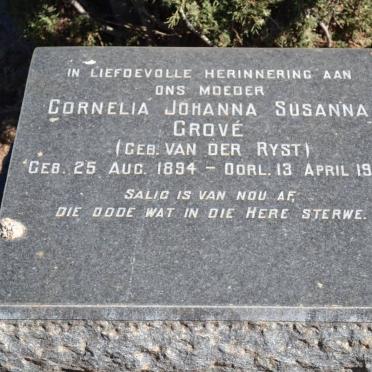 IN LIEFDEVOLLE HERINNERING AAN
ONS MOEDER
CORNELIA JOHANNA SUSANNA
GROVÉ
(GEB. VAN DER RYST)
GEB. 25 AUG. 1894 - OORL. 13 APRIL 19
SALIG IS VAN NOU AF,
DIE DODE WAT IN DIE HERE STERWE.